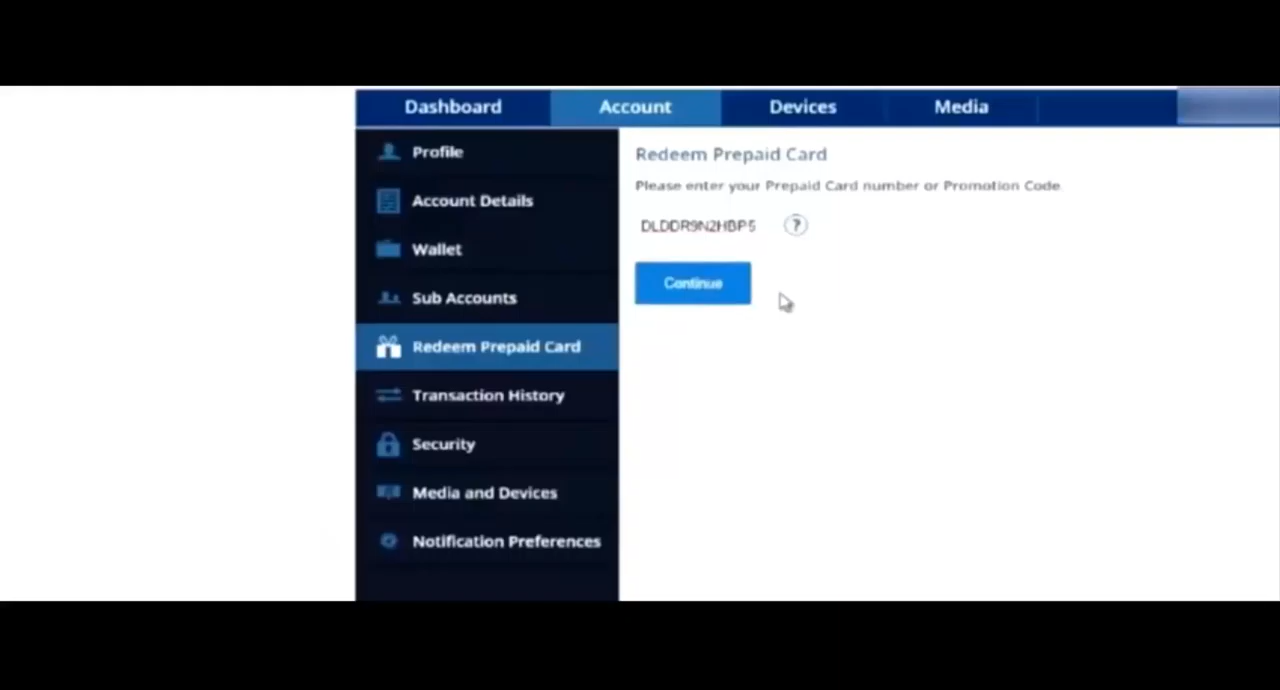 Dashboard Account Devices Media
Profile
Account Details
Wallet
Sub Accounts
Redeem Prepaid Card
Transaction History
Security
Media and Devices
Notification Preferences
Redeem Prepaid Card
Please enter your Prepaid Card number or Promotion Code
DLDDR9N2HBP5 ?
Continue